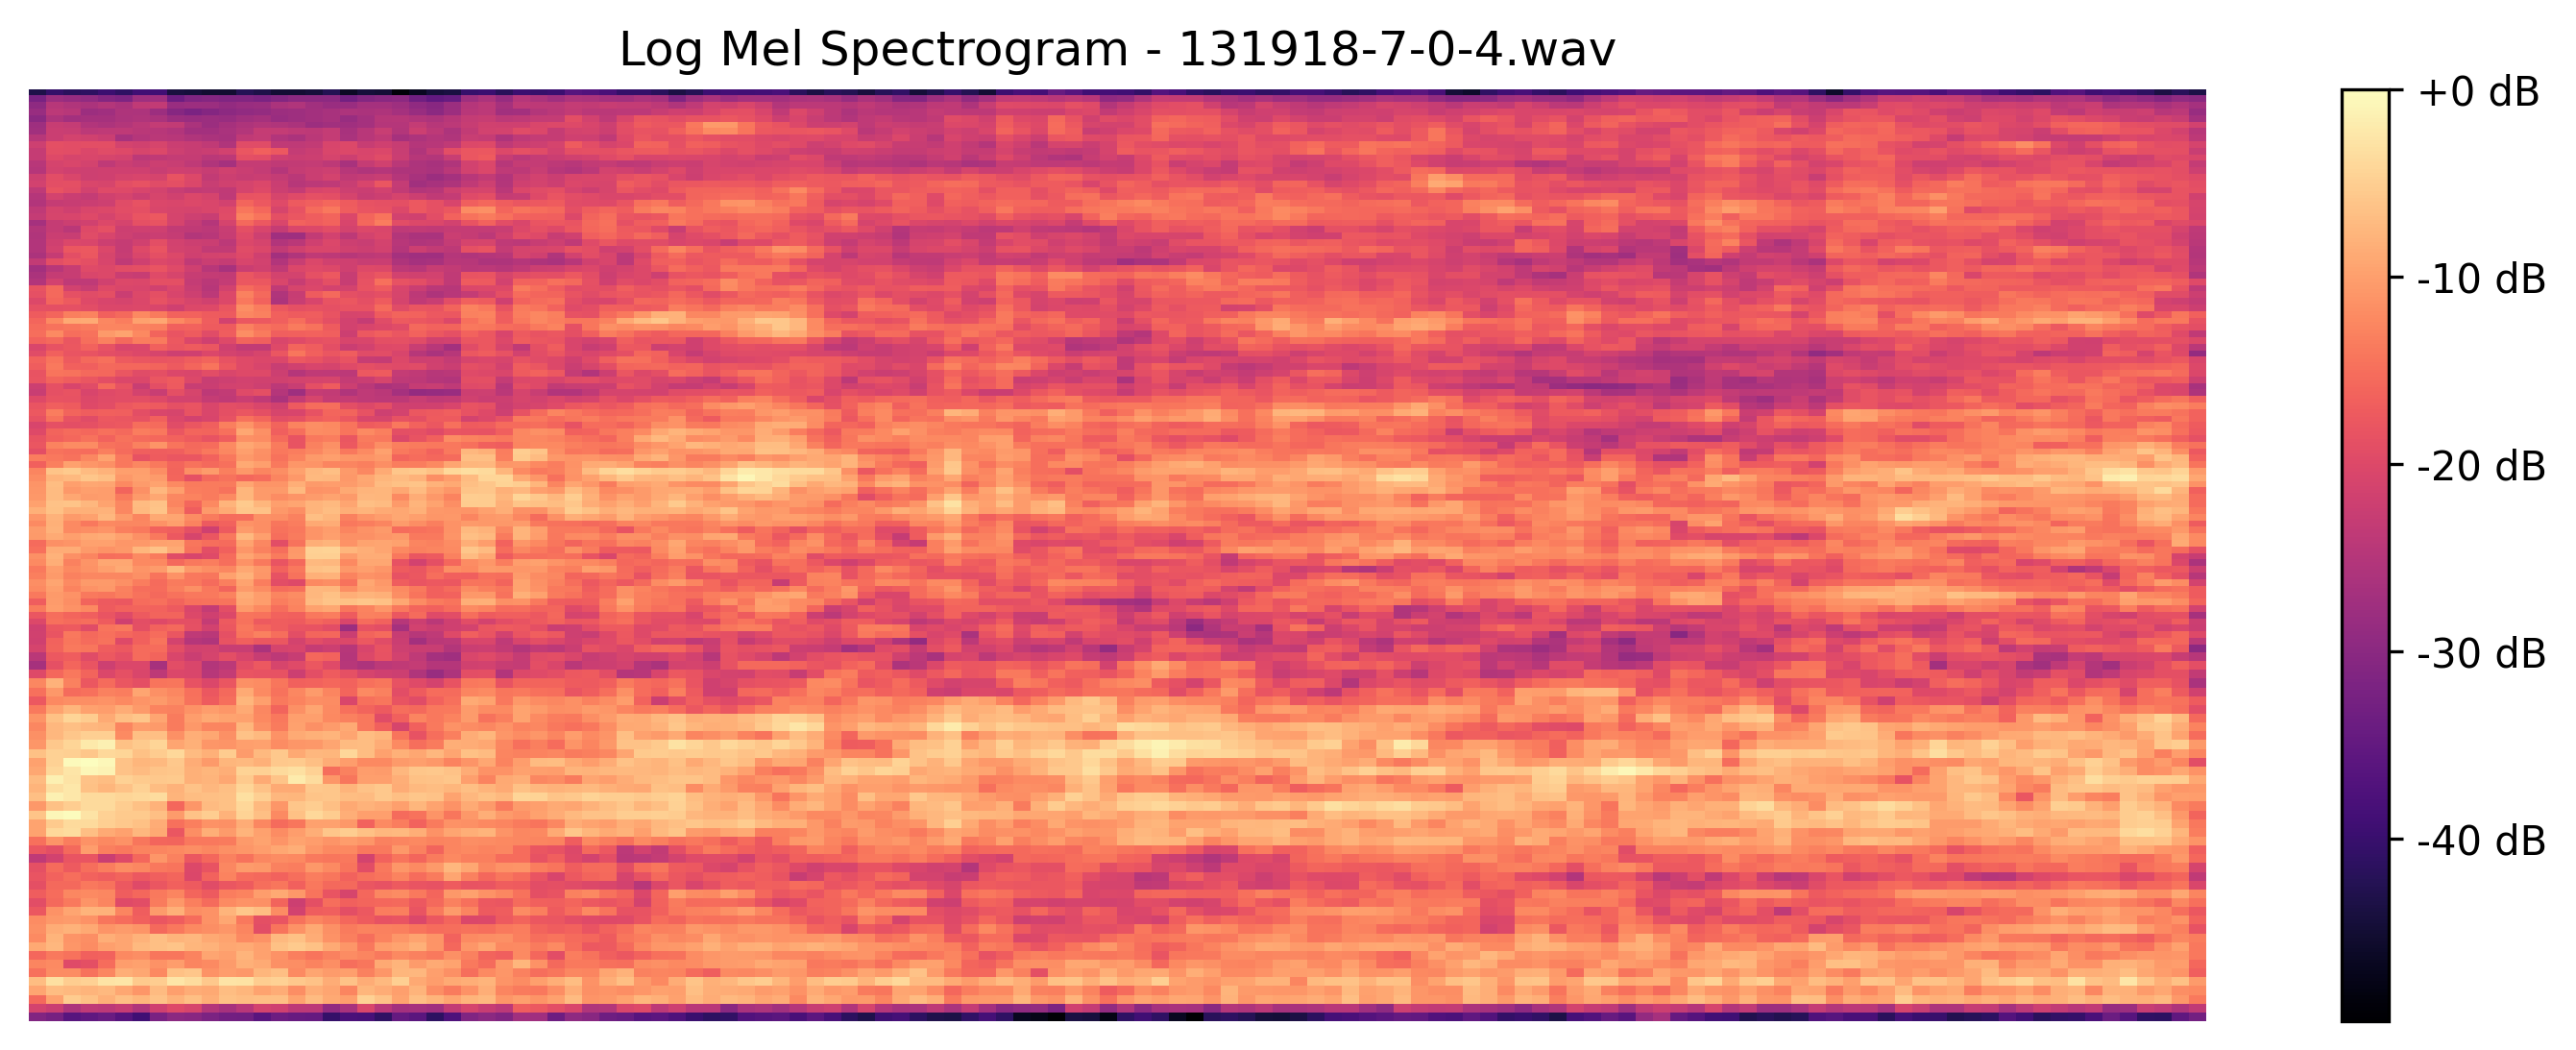 Log Mel Spectrogram - 131918-7-0-4.wav
+0 dB
-10 dB
-20 dB
-30 dB
-40 dB